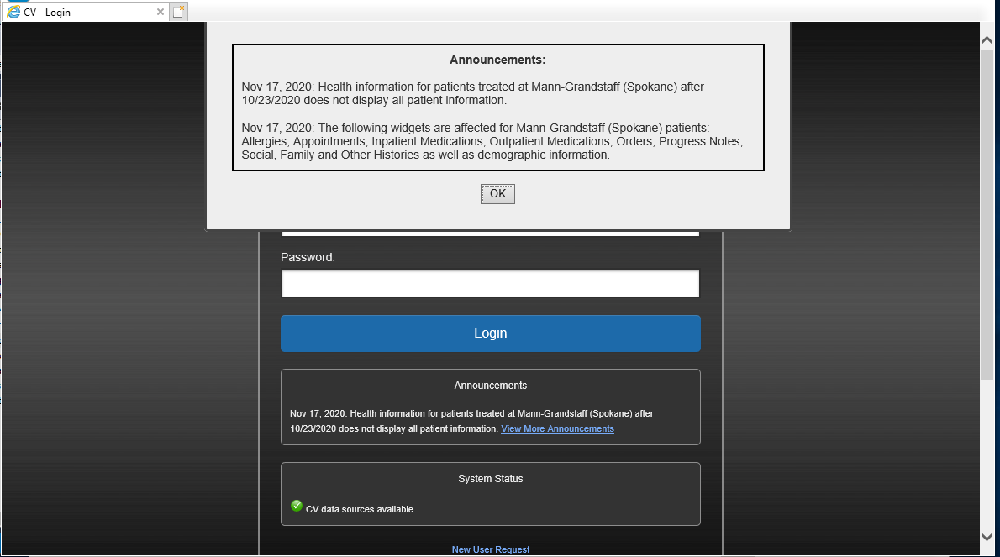 CV - Login
Announcements:
Nov 17, 2020: Health information for patients treated at Mann-Grandstaff (Spokane) after
10/23/2020 does not display all patient information.
Nov 17, 2020: The following widgets are affected for Mann-Grandstaff (Spokane) patients:
Allergies, Appointments, Inpatient Medications, Outpatient Medications, Orders, Progress Notes,
Social, Family and Other Histories as well as demographic information.
OK
Password:
Login
Announcements
Nov 17, 2020: Health information for patients treated at Mann-Grandstaff (Spokane) after
10/23/2020 does not display all patient information. View More Announcements
System Status
CV data sources available.
New User Request